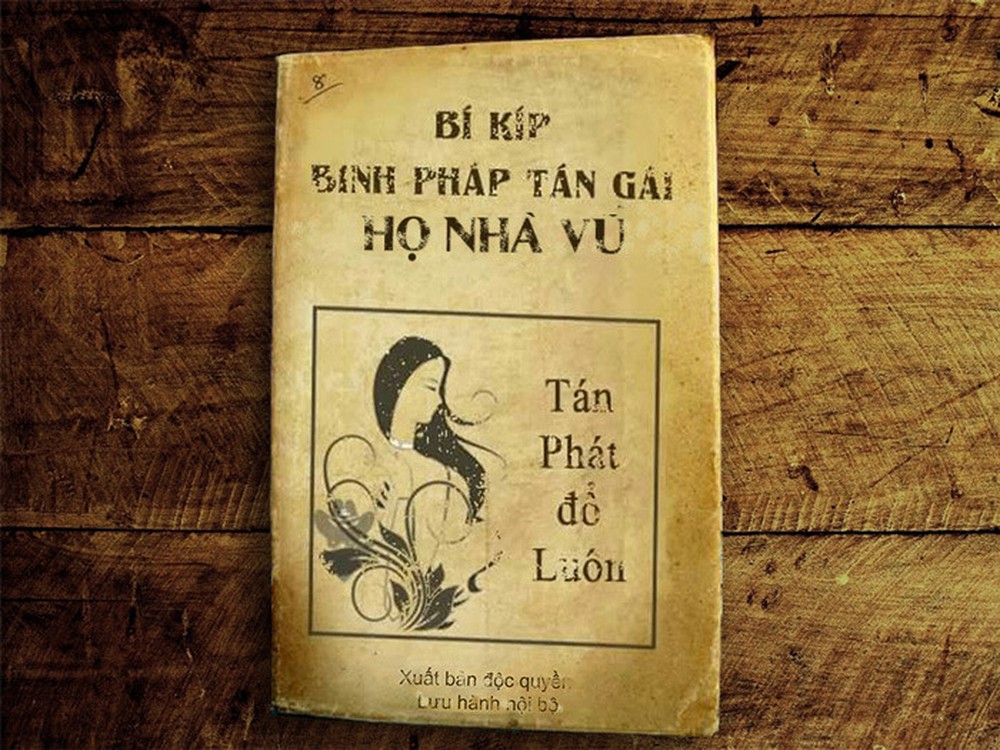 8
BÍ KÍP
BINH PHÁP TÁN GÁI
HỌ NHÀ VŨ
Tán
Phát
đổ
Luôn
Xuất bản độc quyền
Lưu hành nội bộ